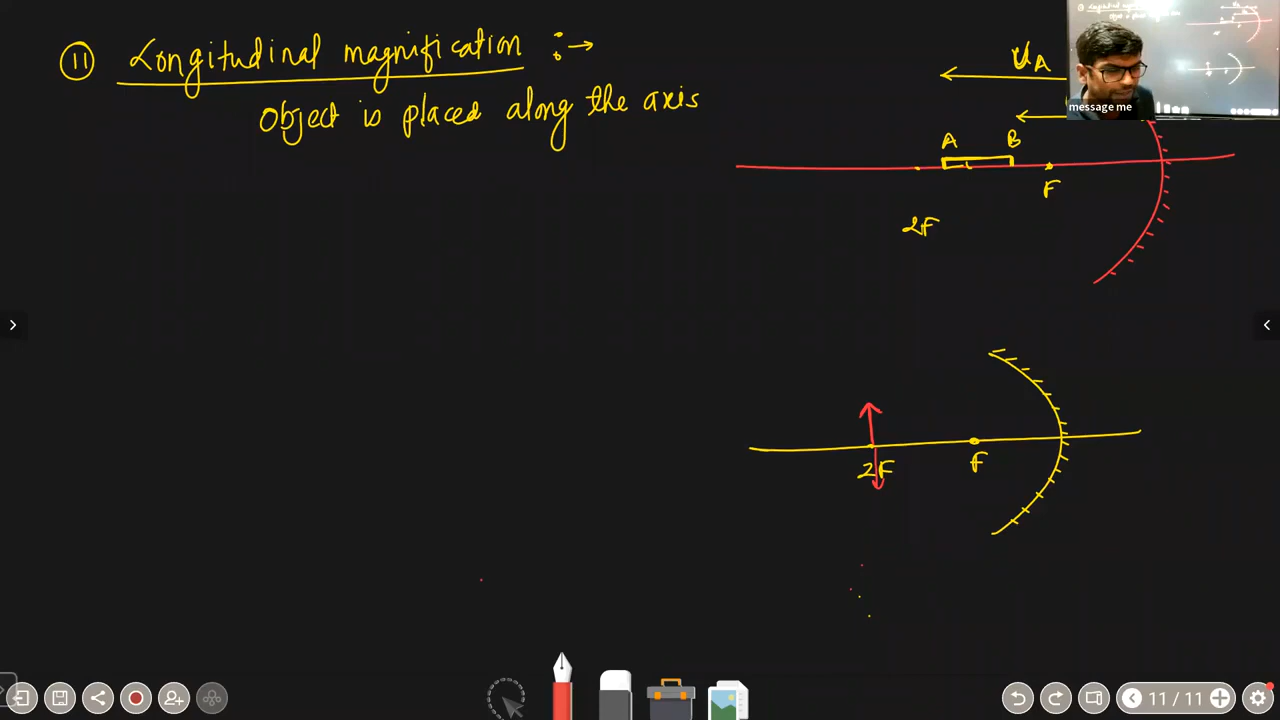 11 Longitudinal magnification :→
object is placed along the axis
uA
message me
A B
F
2F
2F F
11/11